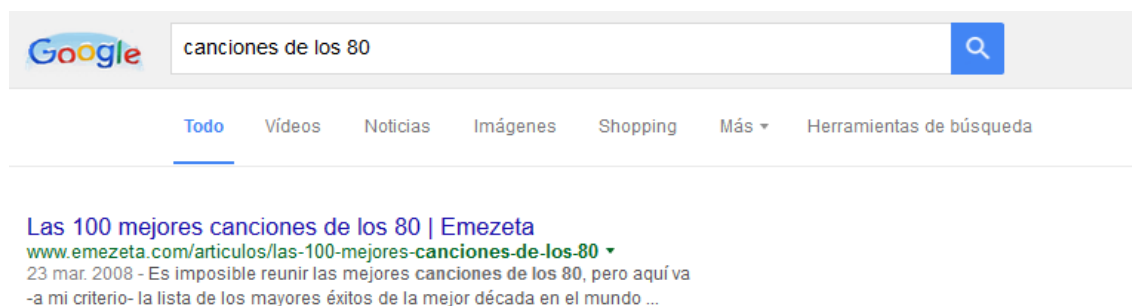 Google canciones de los 80
Todo Vídeos Noticias Imágenes Shopping Más Herramientas de búsqueda
Las 100 mejores canciones de los 80 | Emezeta
www.emezeta.com/articulos/las-100-mejores-canciones-de-los-80
23 mar. 2008 - Es imposible reunir las mejores canciones de los 80, pero aquí va
-a mi criterio- la lista de los mayores éxitos de la mejor década en el mundo ...